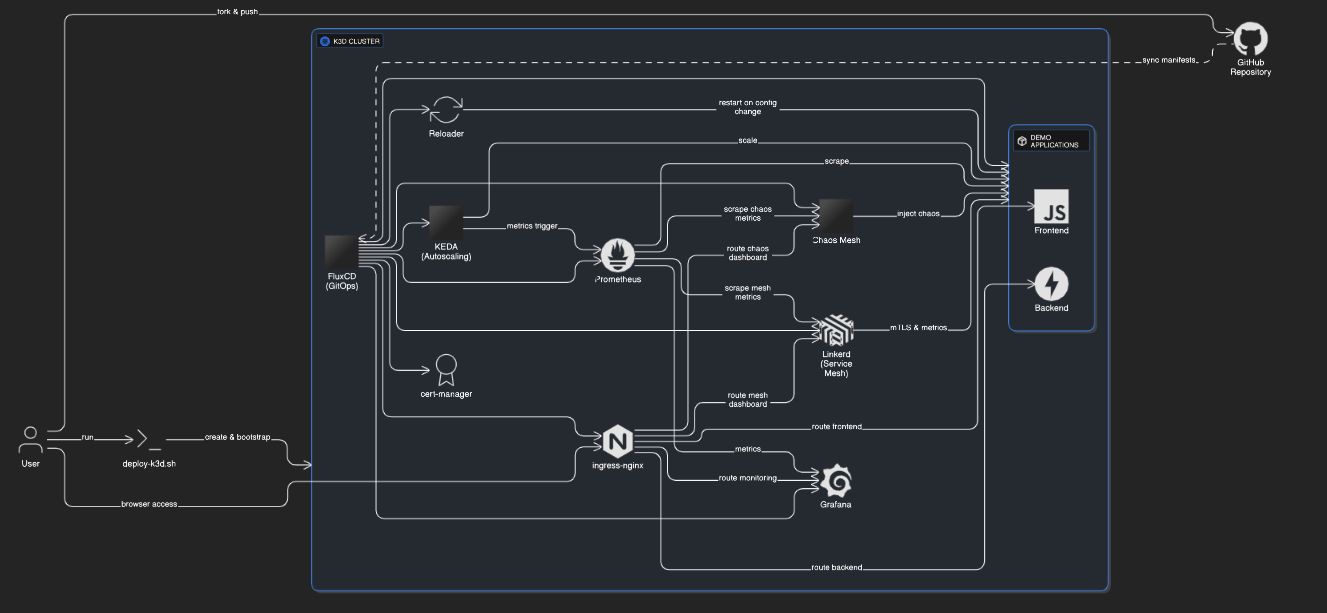 fork & push
K3D CLUSTER
sync manifests
GitHub
Repository
restart on config
change
Reloader
DEMO
APPLICATIONS
scale
scrape
scrape chaos
metrics
inject chaos
JS
Frontend
Chaos Mesh
metrics trigger
KEDA
(Autoscaling)
route chaos
dashboard
FluxCD
(GitOps)
Prometheus
scrape mesh
metrics
Backend
mTLS & metrics
Linkerd
(Service
Mesh)
cert-manager
route mesh
dashboard
route frontend
User
run
deploy-k3d.sh
create & bootstrap
N
ingress-nginx
metrics
route monitoring
Grafana
browser access
route backend